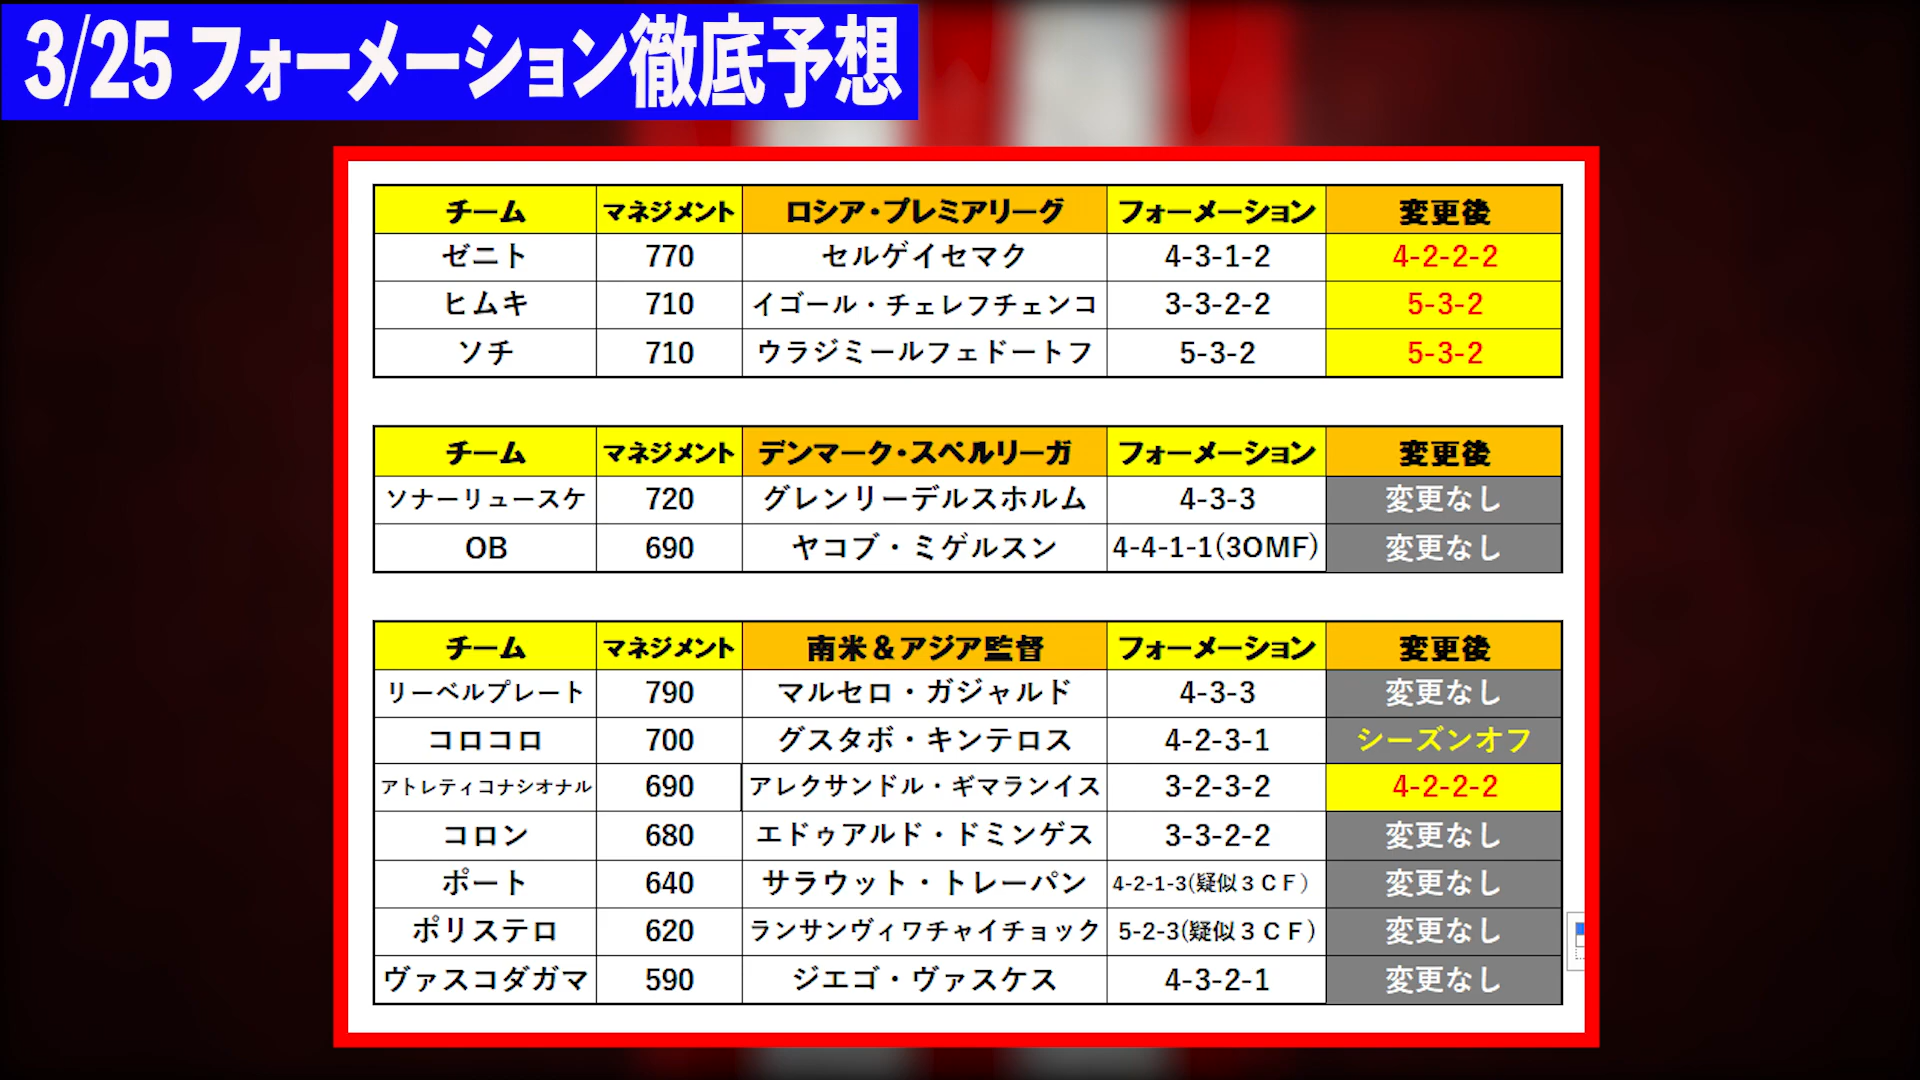 3/25 フォーメーション徹底予想
チーム マネジメント ロシア・プレミアリーグ フォーメーション 変更後
ゼニト 770 セルゲイセマク 4-3-1-2 4-2-2-2
ヒムキ 710 イゴール・チェレフチェンコ 3-3-2-2 5-3-2
ソチ 710 ウラジミールフェドートフ 5-3-2 5-3-2
チーム マネジメント デンマーク・スペルリーガ フォーメーション 変更後
ソナーリュースケ 720 グレンリーデルスホルム 4-3-3 変更なし
OB 690 ヤコブ・ミゲルスン 4-4-1-1(3OMF) 変更なし
チーム マネジメント 南米＆アジア監督 フォーメーション 変更後
リーベルプレート 790 マルセロ・ガジャルド 4-3-3 変更なし
コロコロ 700 グスタボ・キンテロス 4-2-3-1 シーズンオフ
アトレティコナシオナル 690 アレクサンドル・ギマランイス 3-2-3-2 4-2-2-2
コロン 680 エドゥアルド・ドミンゲス 3-3-2-2 変更なし
ポート 640 サラウット・トレーパン 4-2-1-3(疑似３ＣＦ) 変更なし
ポリステロ 620 ランサンヴィワチャイチョック 5-2-3(疑似３ＣＦ) 変更なし
ヴァスコダガマ 590 ジエゴ・ヴァスケス 4-3-2-1 変更なし